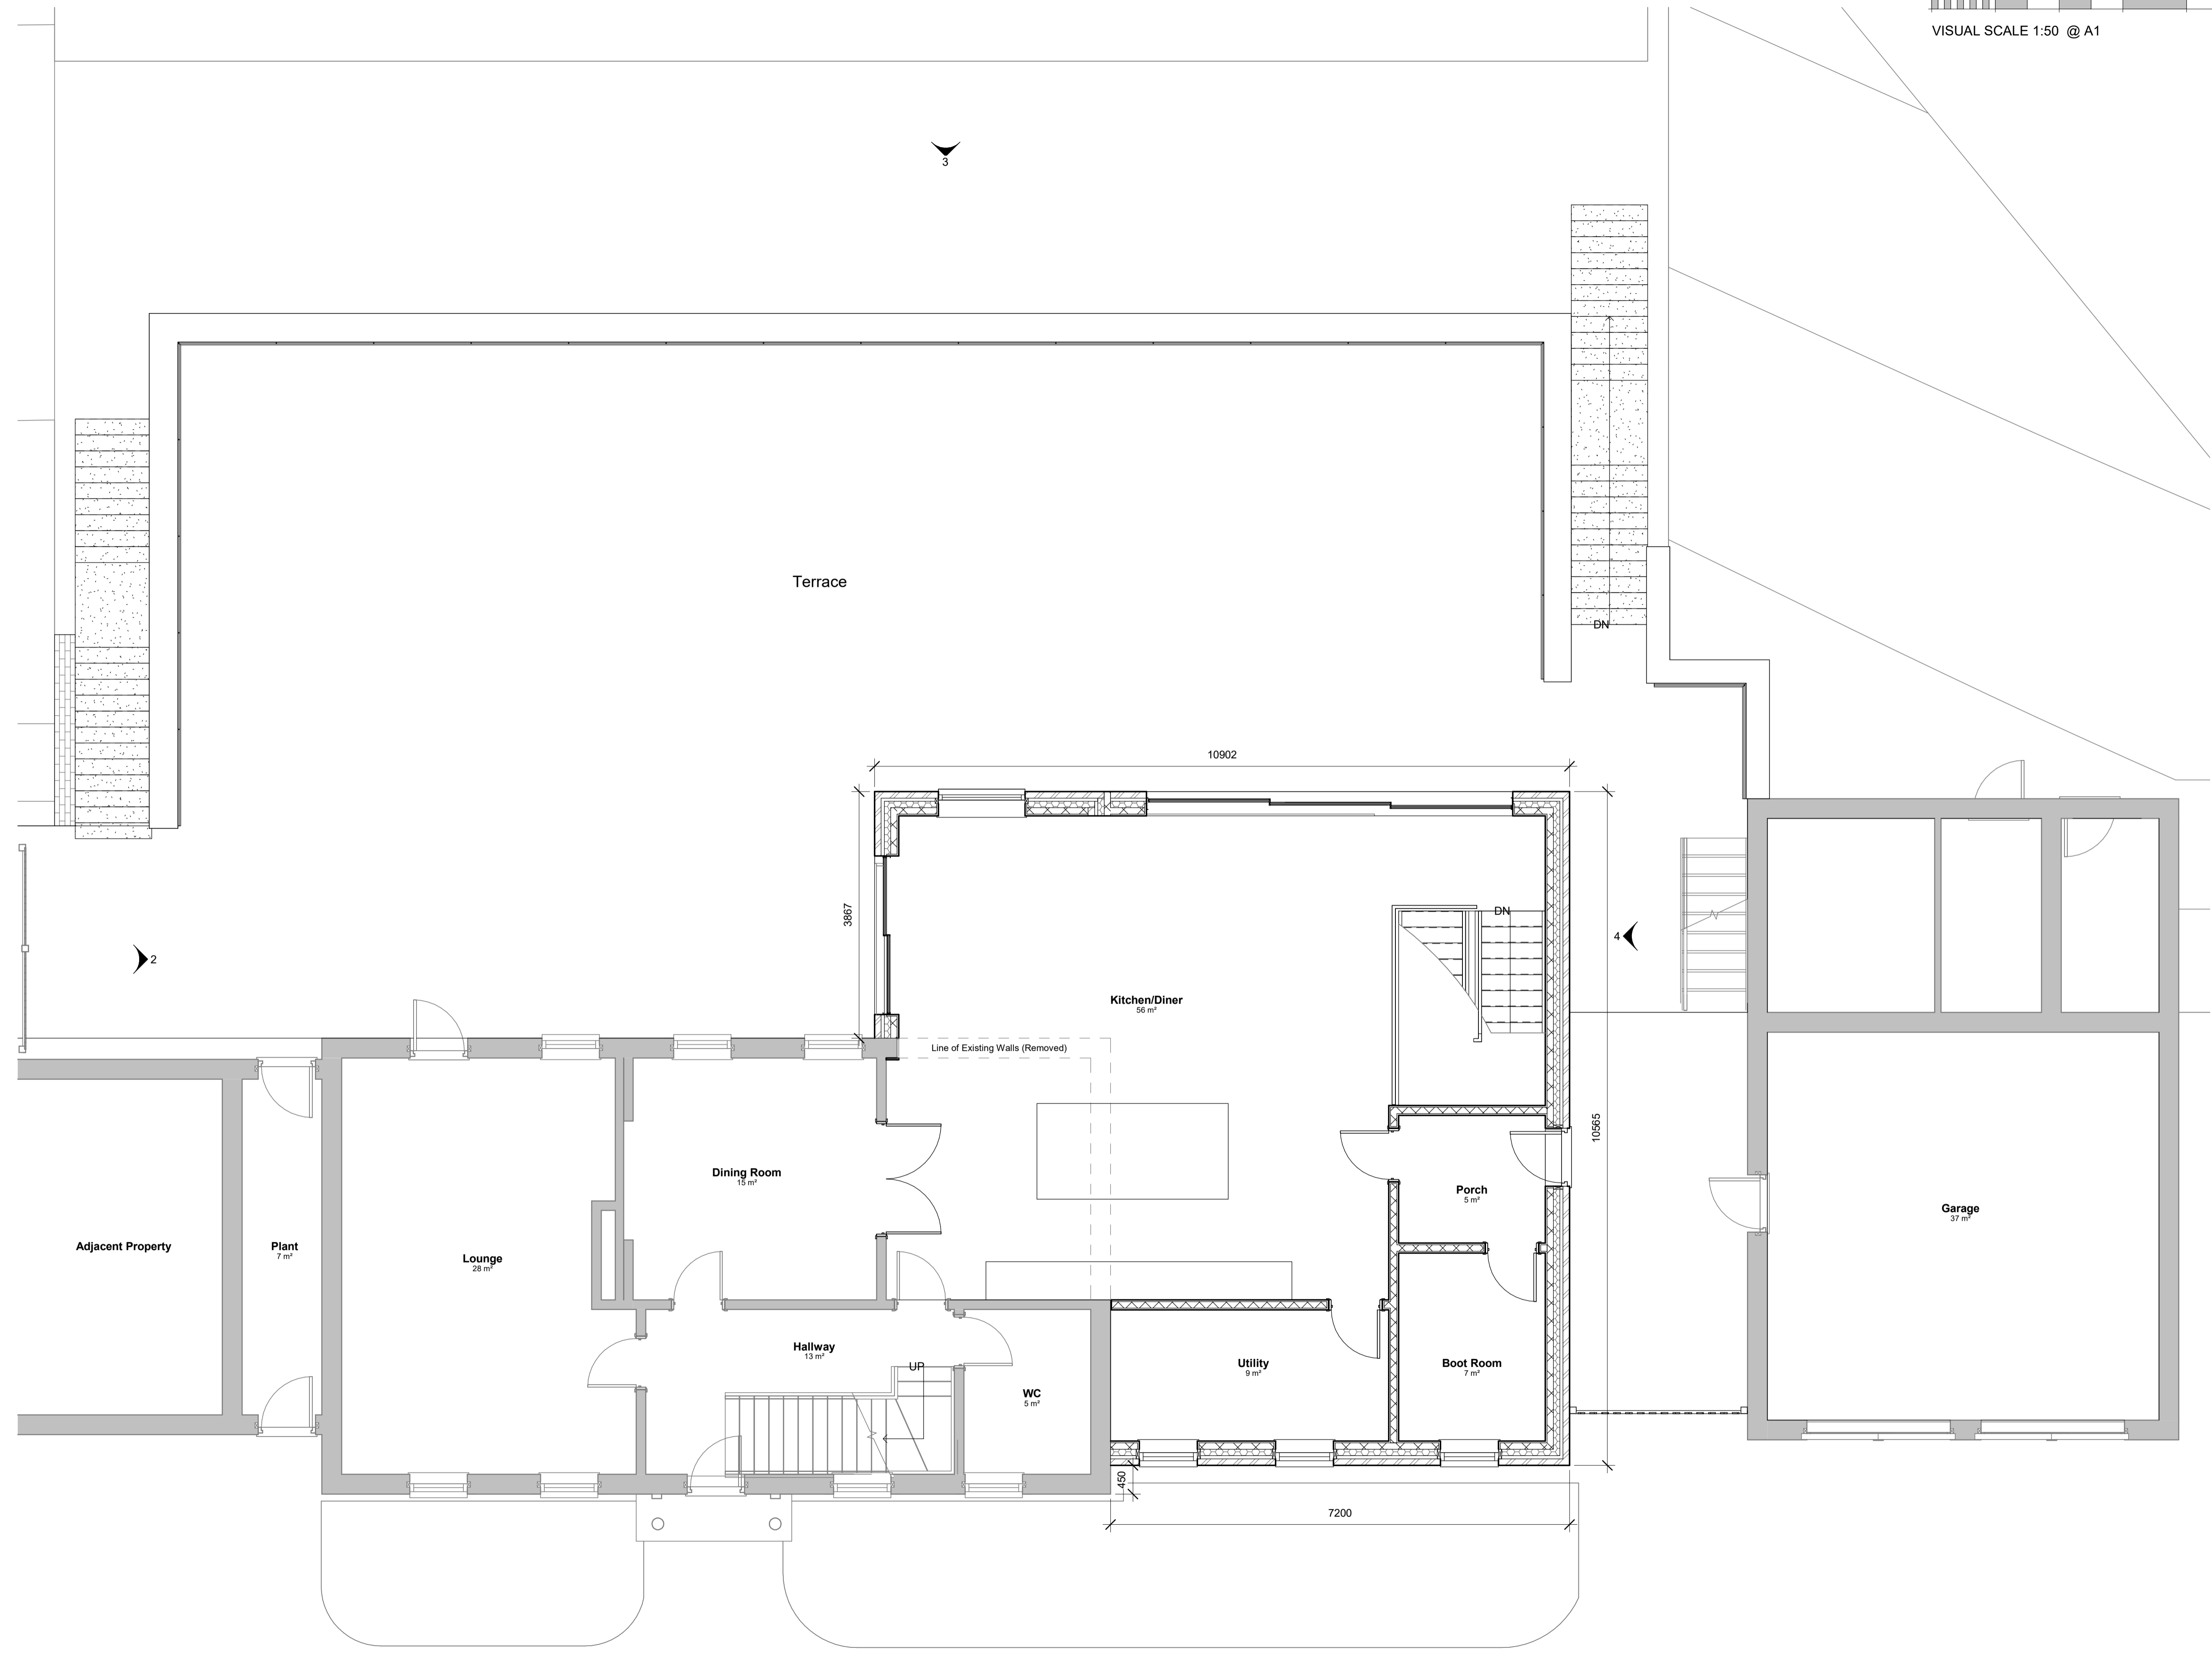 VISUAL SCALE 1:50 @ A1
3
Terrace
DN
10902
3867
DN
4
2
Kitchen/Diner
56 m²
Line of Existing Walls (Removed)
10565
Dining Room
15 m²
Porch
5 m²
Garage
37 m²
Adjacent Property
Plant
7 m²
Lounge
28 m²
Hallway
13 m²
UP
WC
5 m²
Utility
9 m²
Boot Room
7 m²
450
7200